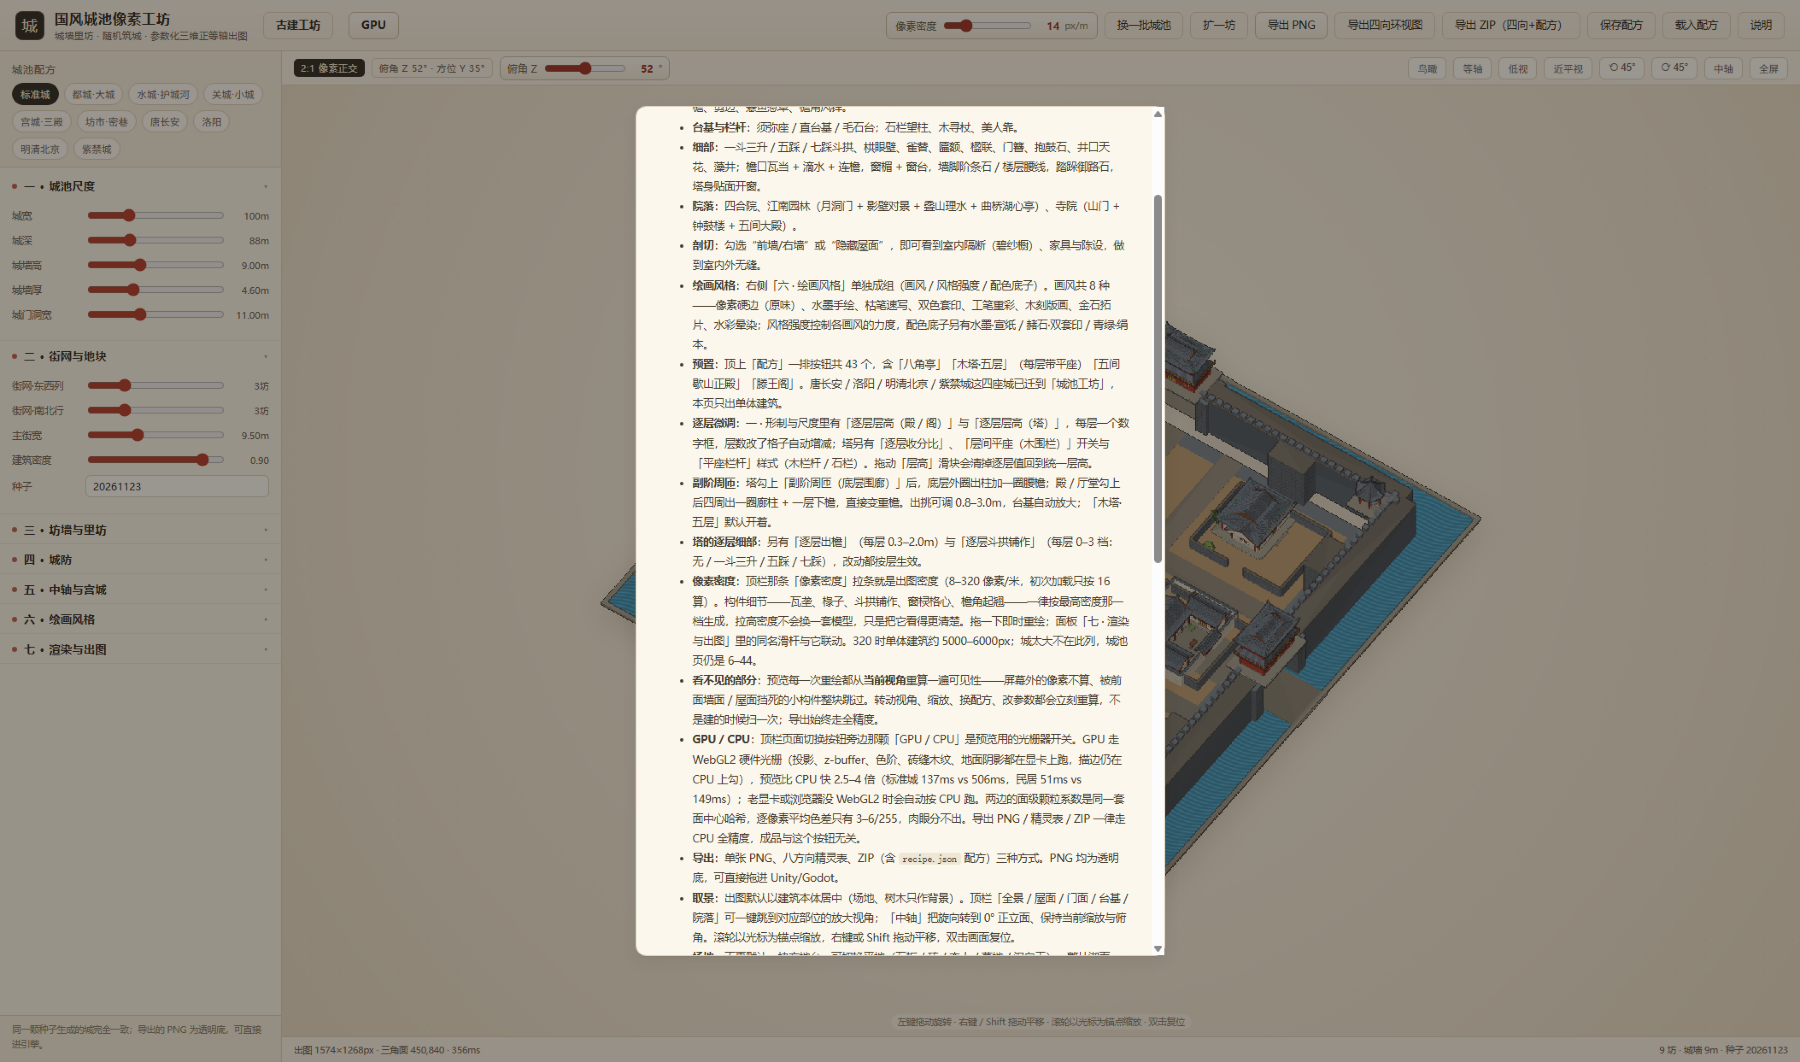 城
国风城池像素工坊
城墙里坊 · 随机筑城 · 参数化三维正等轴出图
古建工坊
GPU
像素密度
14 px/m
换一批城池
扩一坊
导出 PNG
导出四向环视图
导出 ZIP（四向+配方）
保存配方
载入配方
说明
城池配方
标准城
都城·大城
水城·护城河
关城·小城
宫城·三殿
坊市·密巷
唐长安
洛阳
明清北京
紫禁城
一 • 城池尺度
城宽
100m
城深
88m
城墙高
9.00m
城墙厚
4.60m
城门洞宽
11.00m
二 • 街网与地块
街网·东西列
3坊
街网·南北行
3坊
主街宽
9.50m
建筑密度
0.90
种子
20261123
三 • 坊墙与里坊
四 • 城防
五 • 中轴与宫城
六 • 绘画风格
七 • 渲染与出图
同一颗种子生成的城完全一致；导出的 PNG 为透明底，可直接
进引擎。
2:1 像素正交
俯角 Z 52° · 方位 Y 35°
俯角 Z
52 °
鸟瞰
等轴
低视
近平视
⟲ 45°
⟳ 45°
中轴
全屏
台基与栏杆：须弥座 / 直台基 / 毛石台；石栏望柱、木寻杖、美人靠。
细部：一斗三升 / 五踩 / 七踩斗拱、栱眼壁、雀替、匾额、楹联、门簪、抱鼓石、井口天
花、藻井；檐口瓦当 + 滴水 + 连檐，窗楣 + 窗台，墙脚阶条石 / 楼层腰线，踏跺御路石，
塔身贴面开窗。
院落：四合院、江南园林（月洞门 + 影壁对景 + 叠山理水 + 曲桥湖心亭）、寺院（山门 +
钟鼓楼 + 五间大殿）。
剖切：勾选“前墙/右墙”或“隐藏屋面”，即可看到室内隔断（碧纱橱）、家具与陈设，做
到室内外无缝。
绘画风格：右侧「六 · 绘画风格」单独成组（画风 / 风格强度 / 配色底子）。画风共 8 种
——像素硬边（原味）、水墨手绘、枯笔速写、双色套印、工笔重彩、木刻版画、金石拓
片、水彩晕染；风格强度控制各画风的力度，配色底子另有水墨·宣纸 / 赭石·双套印 / 青绿·绢
本。
预置：顶上「配方」一排按钮共 43 个，含「八角亭」「木塔·五层」（每层带平座）「五间
歇山正殿」「滕王阁」。唐长安 / 洛阳 / 明清北京 / 紫禁城这四座城已迁到「城池工坊」，
本页只出单体建筑。
逐层微调：一 · 形制与尺度里有「逐层层高（殿 / 阁）」与「逐层层高（塔）」，每层一个数
字框，层数改了格子自动增减；塔另有「逐层收分比」、「层间平座（木围栏）」开关与
「平座栏杆」样式（木栏杆 / 石栏）。拖动「层高」滑块会清掉逐层值回到统一层高。
副阶周匝：塔勾上「副阶周匝（底层围廊）」后，底层外圈出柱加一圈腰檐；殿 / 厅堂勾上
后四周出一圈廊柱 + 一层下檐，直接变重檐。出挑可调 0.8–3.0m，台基自动放大；「木塔·
五层」默认开着。
塔的逐层细部：另有「逐层出檐」（每层 0.3–2.0m）与「逐层斗拱铺作」（每层 0–3 档：
无 / 一斗三升 / 五踩 / 七踩），改动都按层生效。
像素密度：顶栏那条「像素密度」拉条就是出图密度（8–320 像素/米，初次加载只按 16
算）。构件细节——瓦垄、椽子、斗拱铺作、窗棂格心、檐角起翘——一律按最高密度那一
档生成，拉高密度不会换一套模型，只是把它看得更清楚。拖一下即时重绘；面板「七 · 渲染
与出图」里的同名滑杆与它联动。320 时单体建筑约 5000–6000px；城太大不在此列，城池
页仍是 6–44。
看不见的部分：预览每一次重绘都从当前视角重算一遍可见性——屏幕外的像素不算、被前
面墙面 / 屋面挡死的小构件整块跳过。转动视角、缩放、换配方、改参数都会立刻重算，不
是建的时候扫一次；导出始终走全精度。
GPU / CPU：顶栏页面切换按钮旁边那颗「GPU / CPU」是预览用的光栅器开关。GPU 走
WebGL2 硬件光栅（投影、z-buffer、色阶、砖缝木纹、地面阴影都在显卡上跑，描边仍在
CPU 上勾），预览比 CPU 快 2.5–4 倍（标准城 137ms vs 506ms，民居 51ms vs
149ms）；老显卡或浏览器没 WebGL2 时会自动按 CPU 跑。两边的面级颗粒系数是同一套
面中心哈希，逐像素平均色差只有 3–6/255，肉眼分不出。导出 PNG / 精灵表 / ZIP 一律走
CPU 全精度，成品与这个按钮无关。
导出：单张 PNG、八方向精灵表、ZIP（含 recipe.json 配方）三种方式。PNG 均为透明
底，可直接拖进 Unity/Godot。
取景：出图默认以建筑本体居中（场地、树木只作背景）。顶栏「全景 / 屋面 / 门面 / 台基 /
院落」可一键跳到对应部位的放大视角；「中轴」把旋转转到 0° 正立面、保持当前缩放与俯
角。滚轮以光标为锚点缩放，右键或 Shift 拖动平移，双击画面复位。
左键拖动旋转 · 右键 / Shift 拖动平移 · 滚轮以光标为锚点缩放 · 双击复位
出图 1574×1268px · 三角面 450,840 · 356ms
9 坊 · 城墙 9m · 种子 20261123